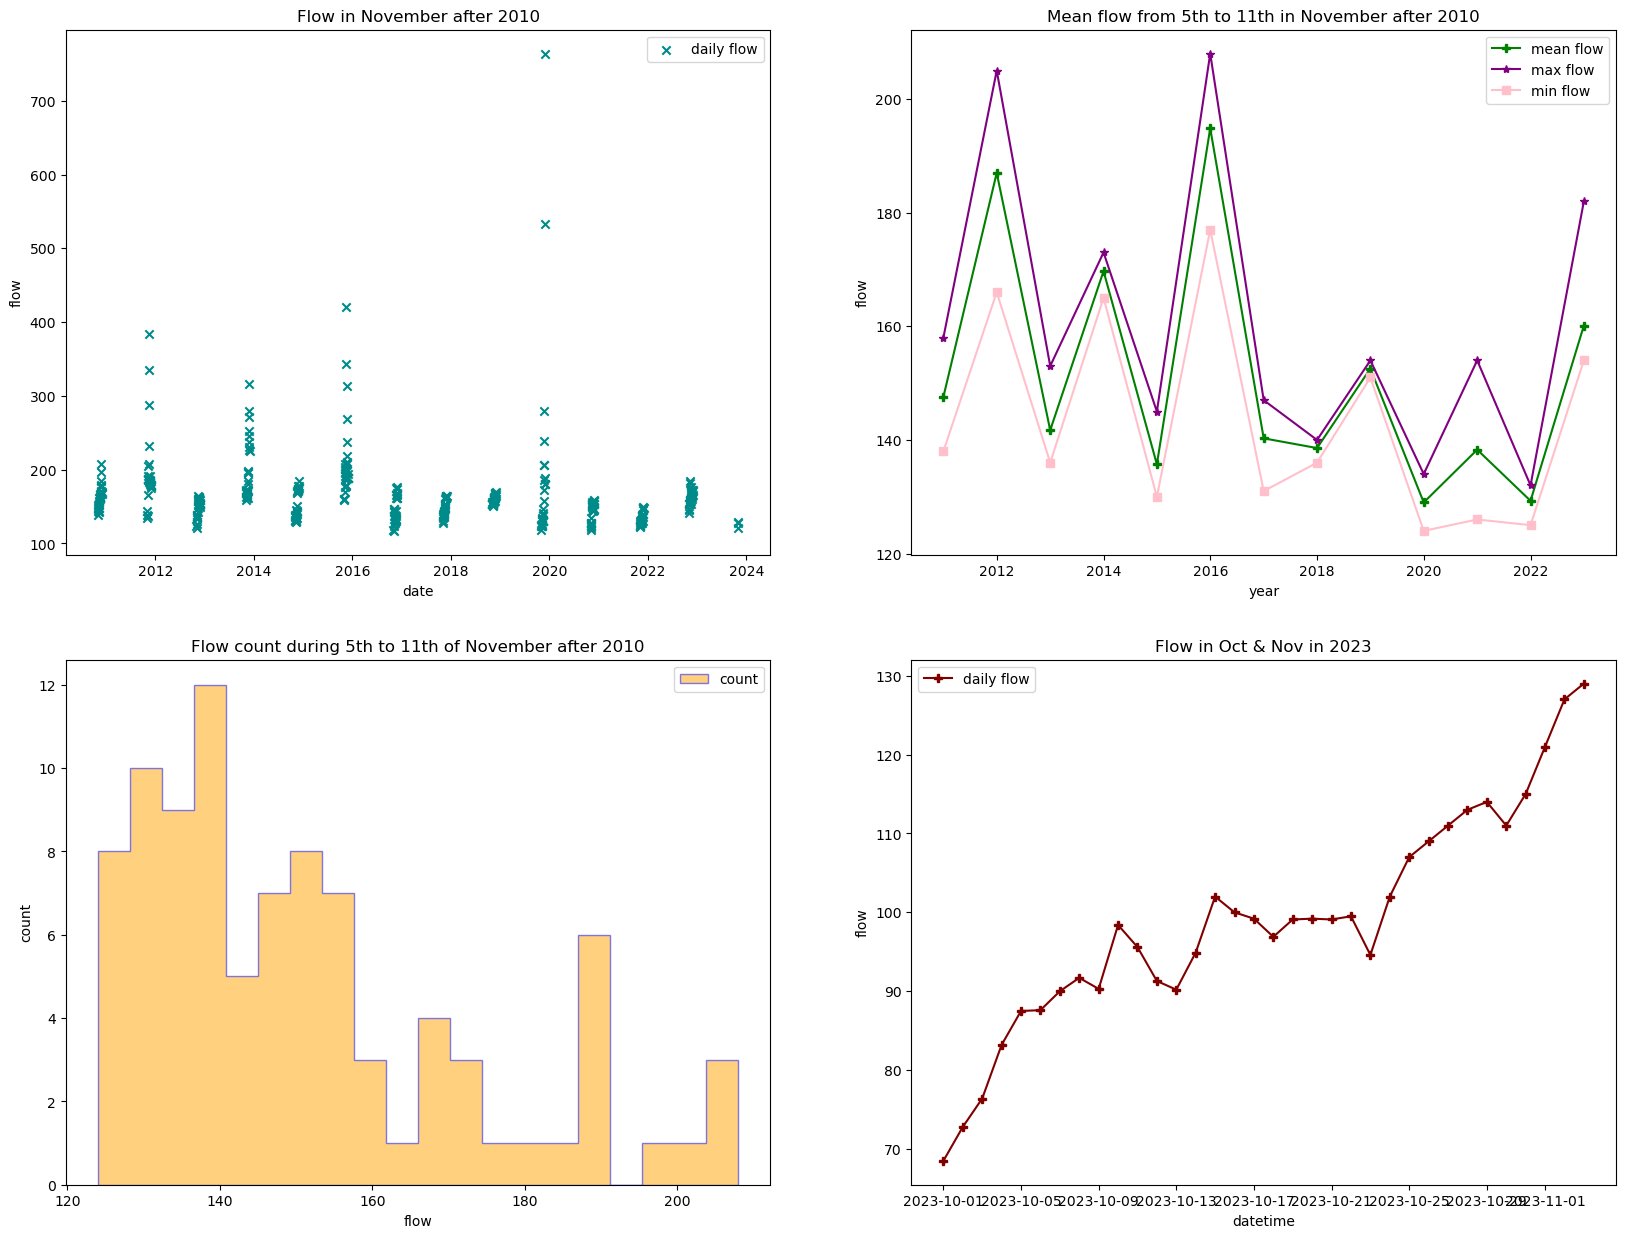 Flow in November after 2010
daily flow
700
600
500
400
300
200
100
flow
2012 2014 2016 2018 2020 2022 2024
date
Mean flow from 5th to 11th in November after 2010
mean flow
max flow
min flow
200
180
160
140
120
flow
2012 2014 2016 2018 2020 2022
year
Flow count during 5th to 11th of November after 2010
count
12
10
8
6
4
2
0
count
120 140 160 180 200
flow
Flow in Oct & Nov in 2023
daily flow
130
120
110
100
90
80
70
flow
2023-10-01 2023-10-05 2023-10-09 2023-10-13 2023-10-17 2023-10-21 2023-10-25 2023-10-29 2023-11-01
datetime